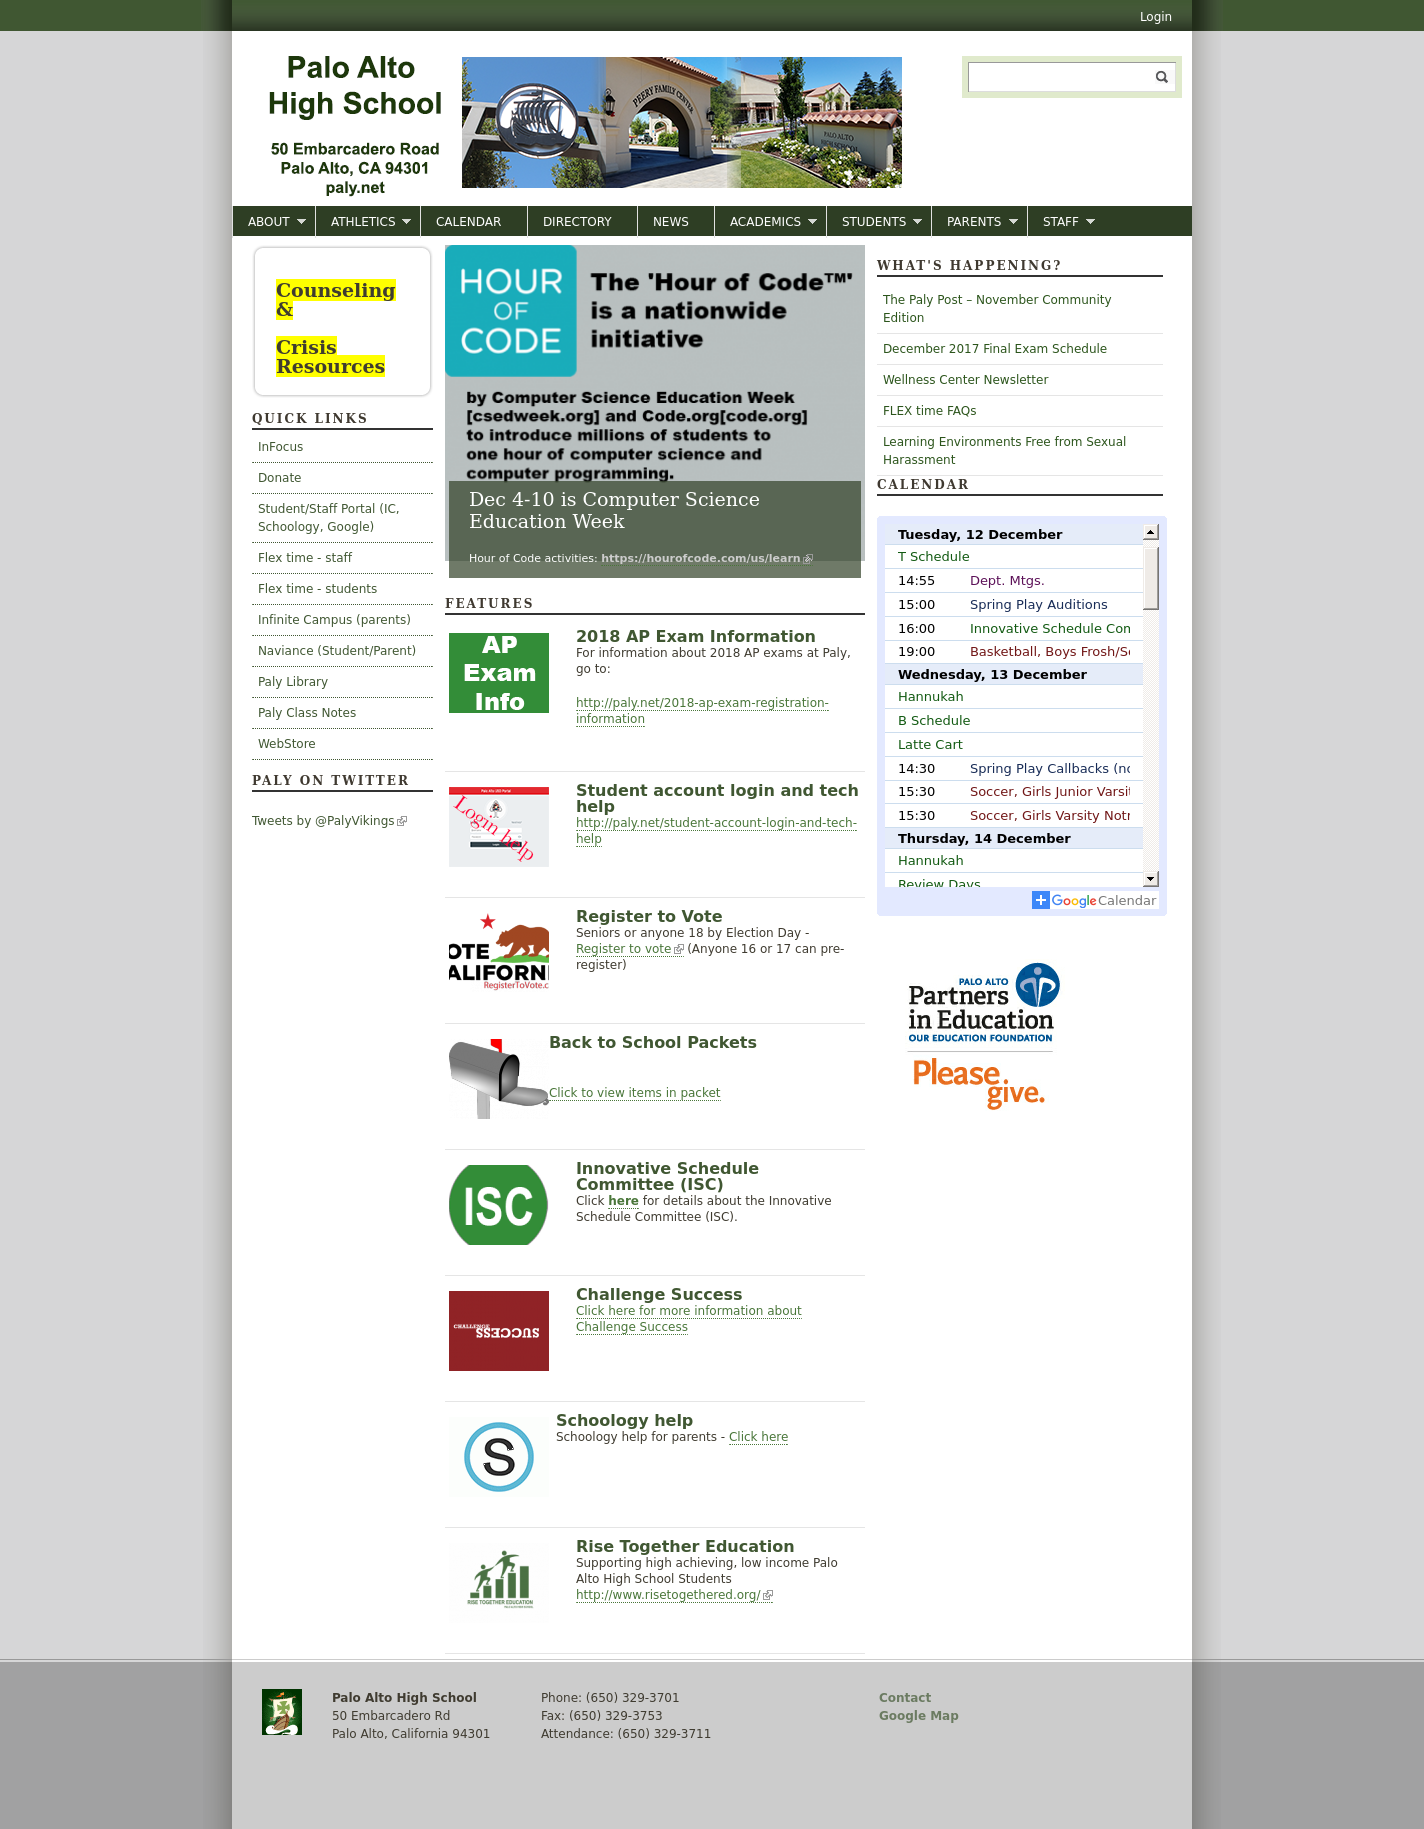 Login
Palo Alto
High School
50 Embarcadero Road
Palo Alto, CA 94301
paly.net
PEERY FAMILY CENTER
PALO ALTO
HIGH SCHOOL
ABOUT ATHLETICS CALENDAR DIRECTORY NEWS ACADEMICS STUDENTS PARENTS STAFF
Counseling
&
Crisis
Resources
QUICK LINKS
InFocus
Donate
Student/Staff Portal (IC,
Schoology, Google)
Flex time - staff
Flex time - students
Infinite Campus (parents)
Naviance (Student/Parent)
Paly Library
Paly Class Notes
WebStore
PALY ON TWITTER
Tweets by @PalyVikings
HOUR
OF
CODE
The 'Hour of Code™'
is a nationwide
initiative
by Computer Science Education Week
[csedweek.org] and Code.org[code.org]
to introduce millions of students to
one hour of computer science and
computer programming.
Dec 4-10 is Computer Science
Education Week
Hour of Code activities: https://hourofcode.com/us/learn
FEATURES
AP
Exam
Info
2018 AP Exam Information
For information about 2018 AP exams at Paly,
go to:
http://paly.net/2018-ap-exam-registration-
information
Login help
Student account login and tech
help
http://paly.net/student-account-login-and-tech-
help
OTE
ALIFORN
RegisterToVote.c
Register to Vote
Seniors or anyone 18 by Election Day -
Register to vote (Anyone 16 or 17 can pre-
register)
Back to School Packets
Click to view items in packet
ISC
Innovative Schedule
Committee (ISC)
Click here for details about the Innovative
Schedule Committee (ISC).
CHALLENGE
SUCCESS
Challenge Success
Click here for more information about
Challenge Success
S
Schoology help
Schoology help for parents - Click here
RISE TOGETHER EDUCATION
Rise Together Education
Supporting high achieving, low income Palo
Alto High School Students
http://www.risetogethered.org/
WHAT'S HAPPENING?
The Paly Post – November Community
Edition
December 2017 Final Exam Schedule
Wellness Center Newsletter
FLEX time FAQs
Learning Environments Free from Sexual
Harassment
CALENDAR
Tuesday, 12 December
T Schedule
14:55 Dept. Mtgs.
15:00 Spring Play Auditions
16:00 Innovative Schedule Con
19:00 Basketball, Boys Frosh/So
Wednesday, 13 December
Hannukah
B Schedule
Latte Cart
14:30 Spring Play Callbacks (no
15:30 Soccer, Girls Junior Varsit
15:30 Soccer, Girls Varsity Notr
Thursday, 14 December
Hannukah
Review Days
Google Calendar
PALO ALTO
Partners
in Education
OUR EDUCATION FOUNDATION
Please
give.
Palo Alto High School
50 Embarcadero Rd
Palo Alto, California 94301
Phone: (650) 329-3701
Fax: (650) 329-3753
Attendance: (650) 329-3711
Contact
Google Map